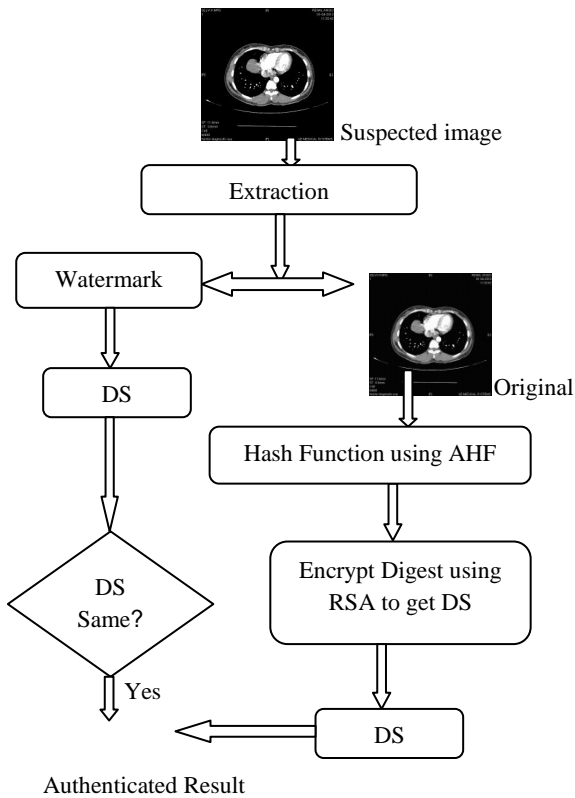 Suspected image
Extraction
Watermark
DS
Original
Hash Function using AHF
DS
Same?
Encrypt Digest using
RSA to get DS
Yes
DS
Authenticated Result